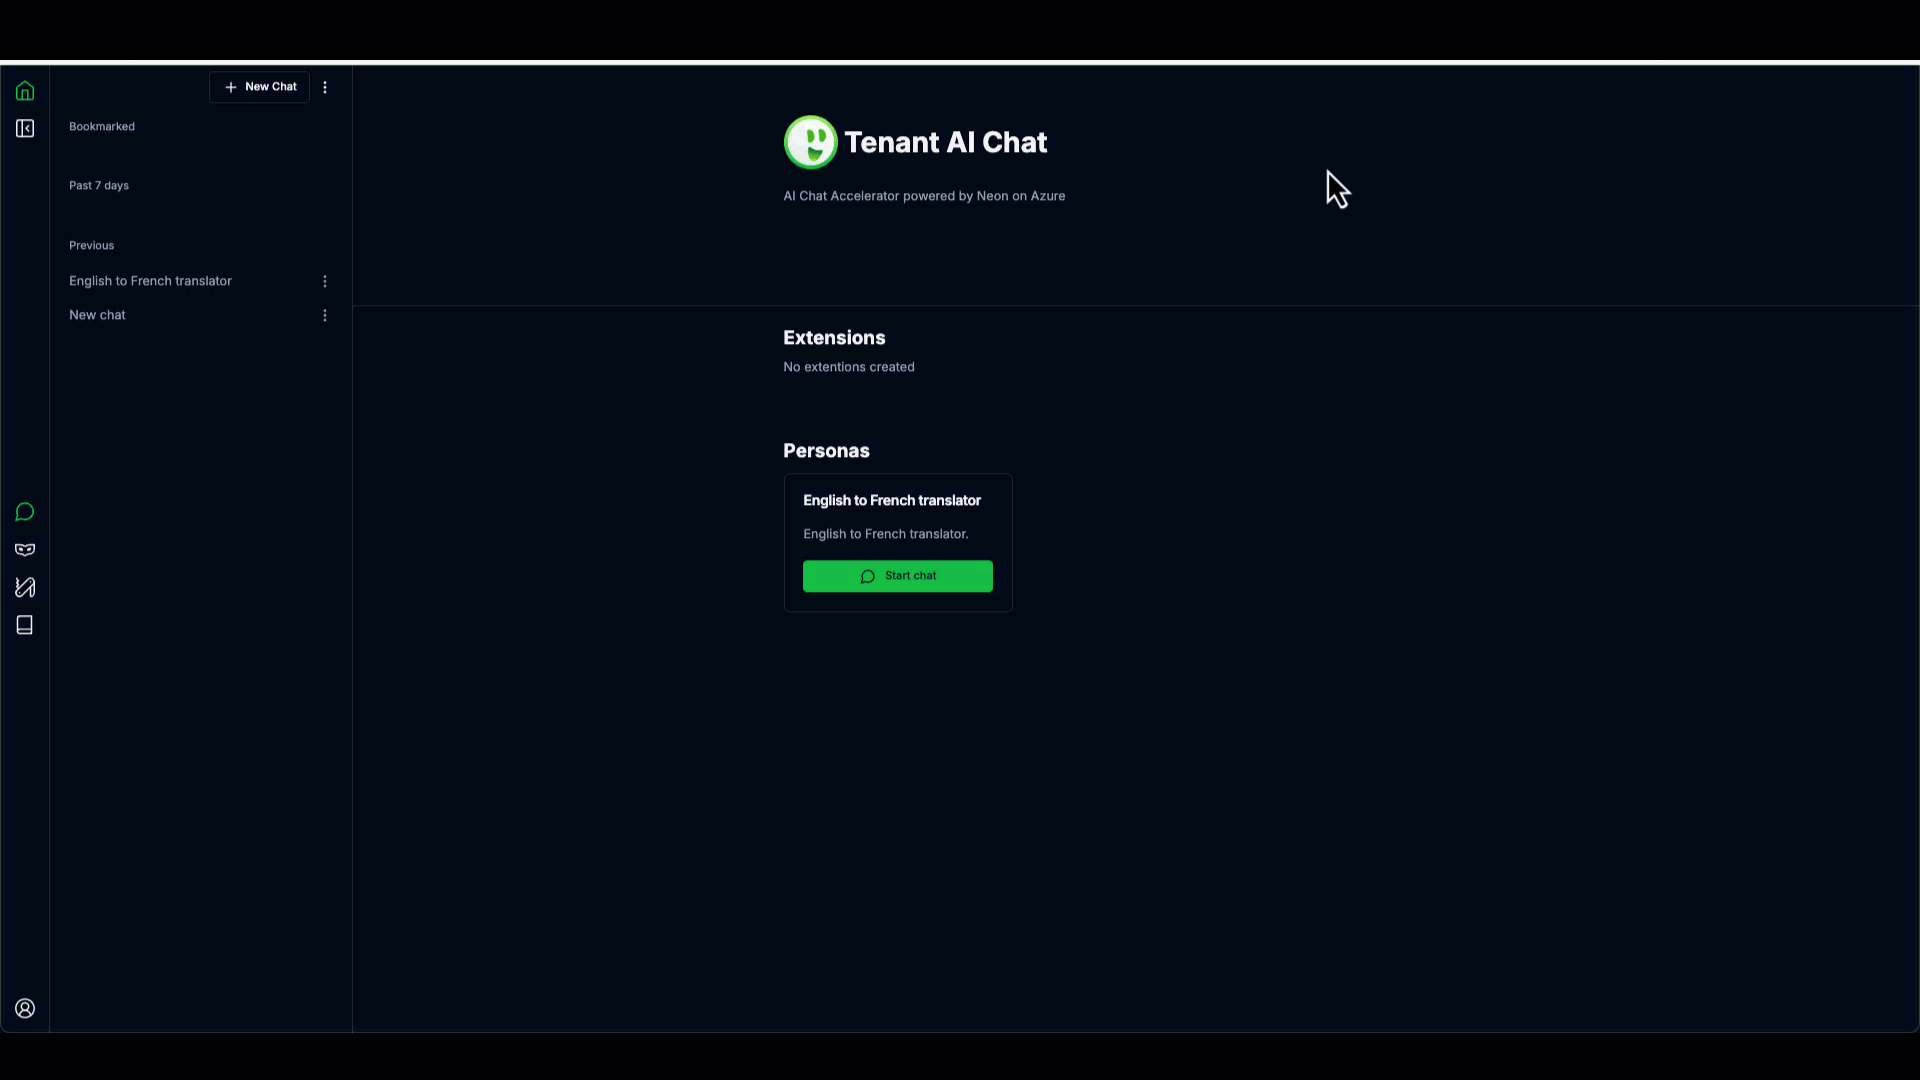 New Chat
Bookmarked
Past 7 days
Previous
English to French translator
New chat
Tenant AI Chat
AI Chat Accelerator powered by Neon on Azure
Extensions
No extentions created
Personas
English to French translator
English to French translator.
Start chat